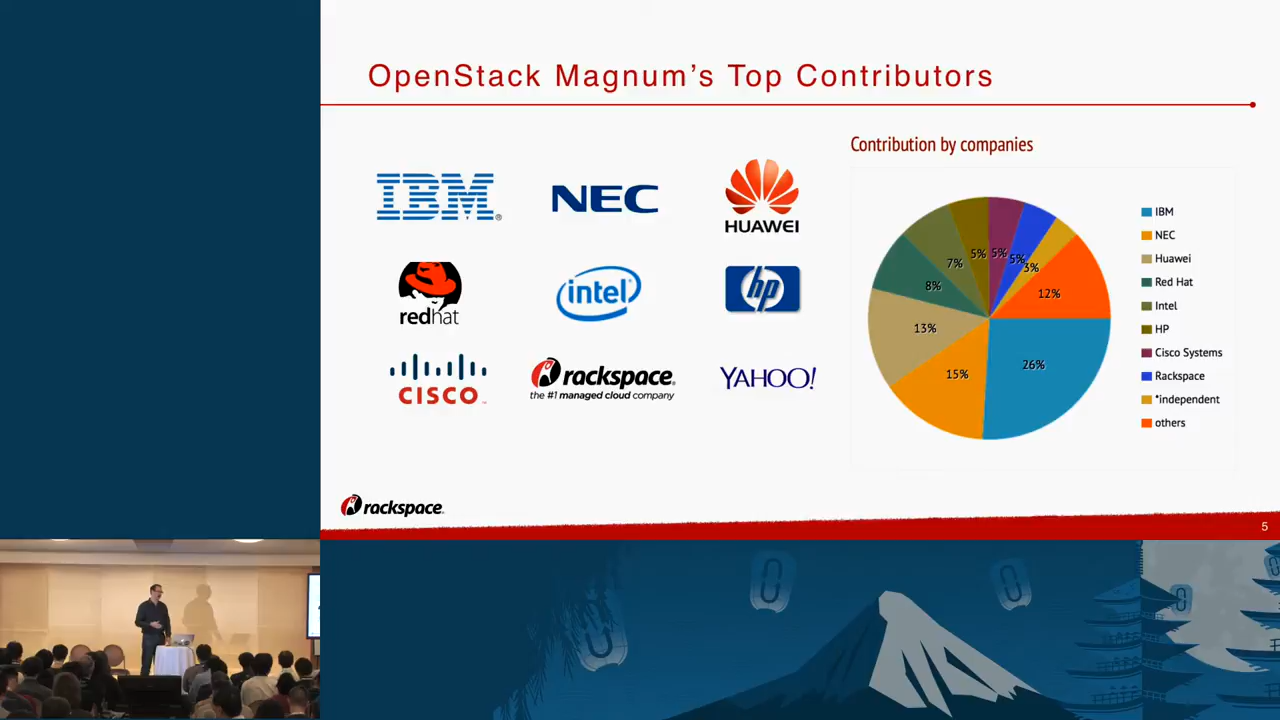 OpenStack Magnum’s Top Contributors
IBM®
NEC
HUAWEI
redhat
intel
hp
CISCO
rackspace®
the #1 managed cloud company
YAHOO!
Contribution by companies
5%
5%
5%
3%
7%
8%
12%
13%
26%
15%
IBM
NEC
Huawei
Red Hat
Intel
HP
Cisco Systems
Rackspace
*independent
others
rackspace
5